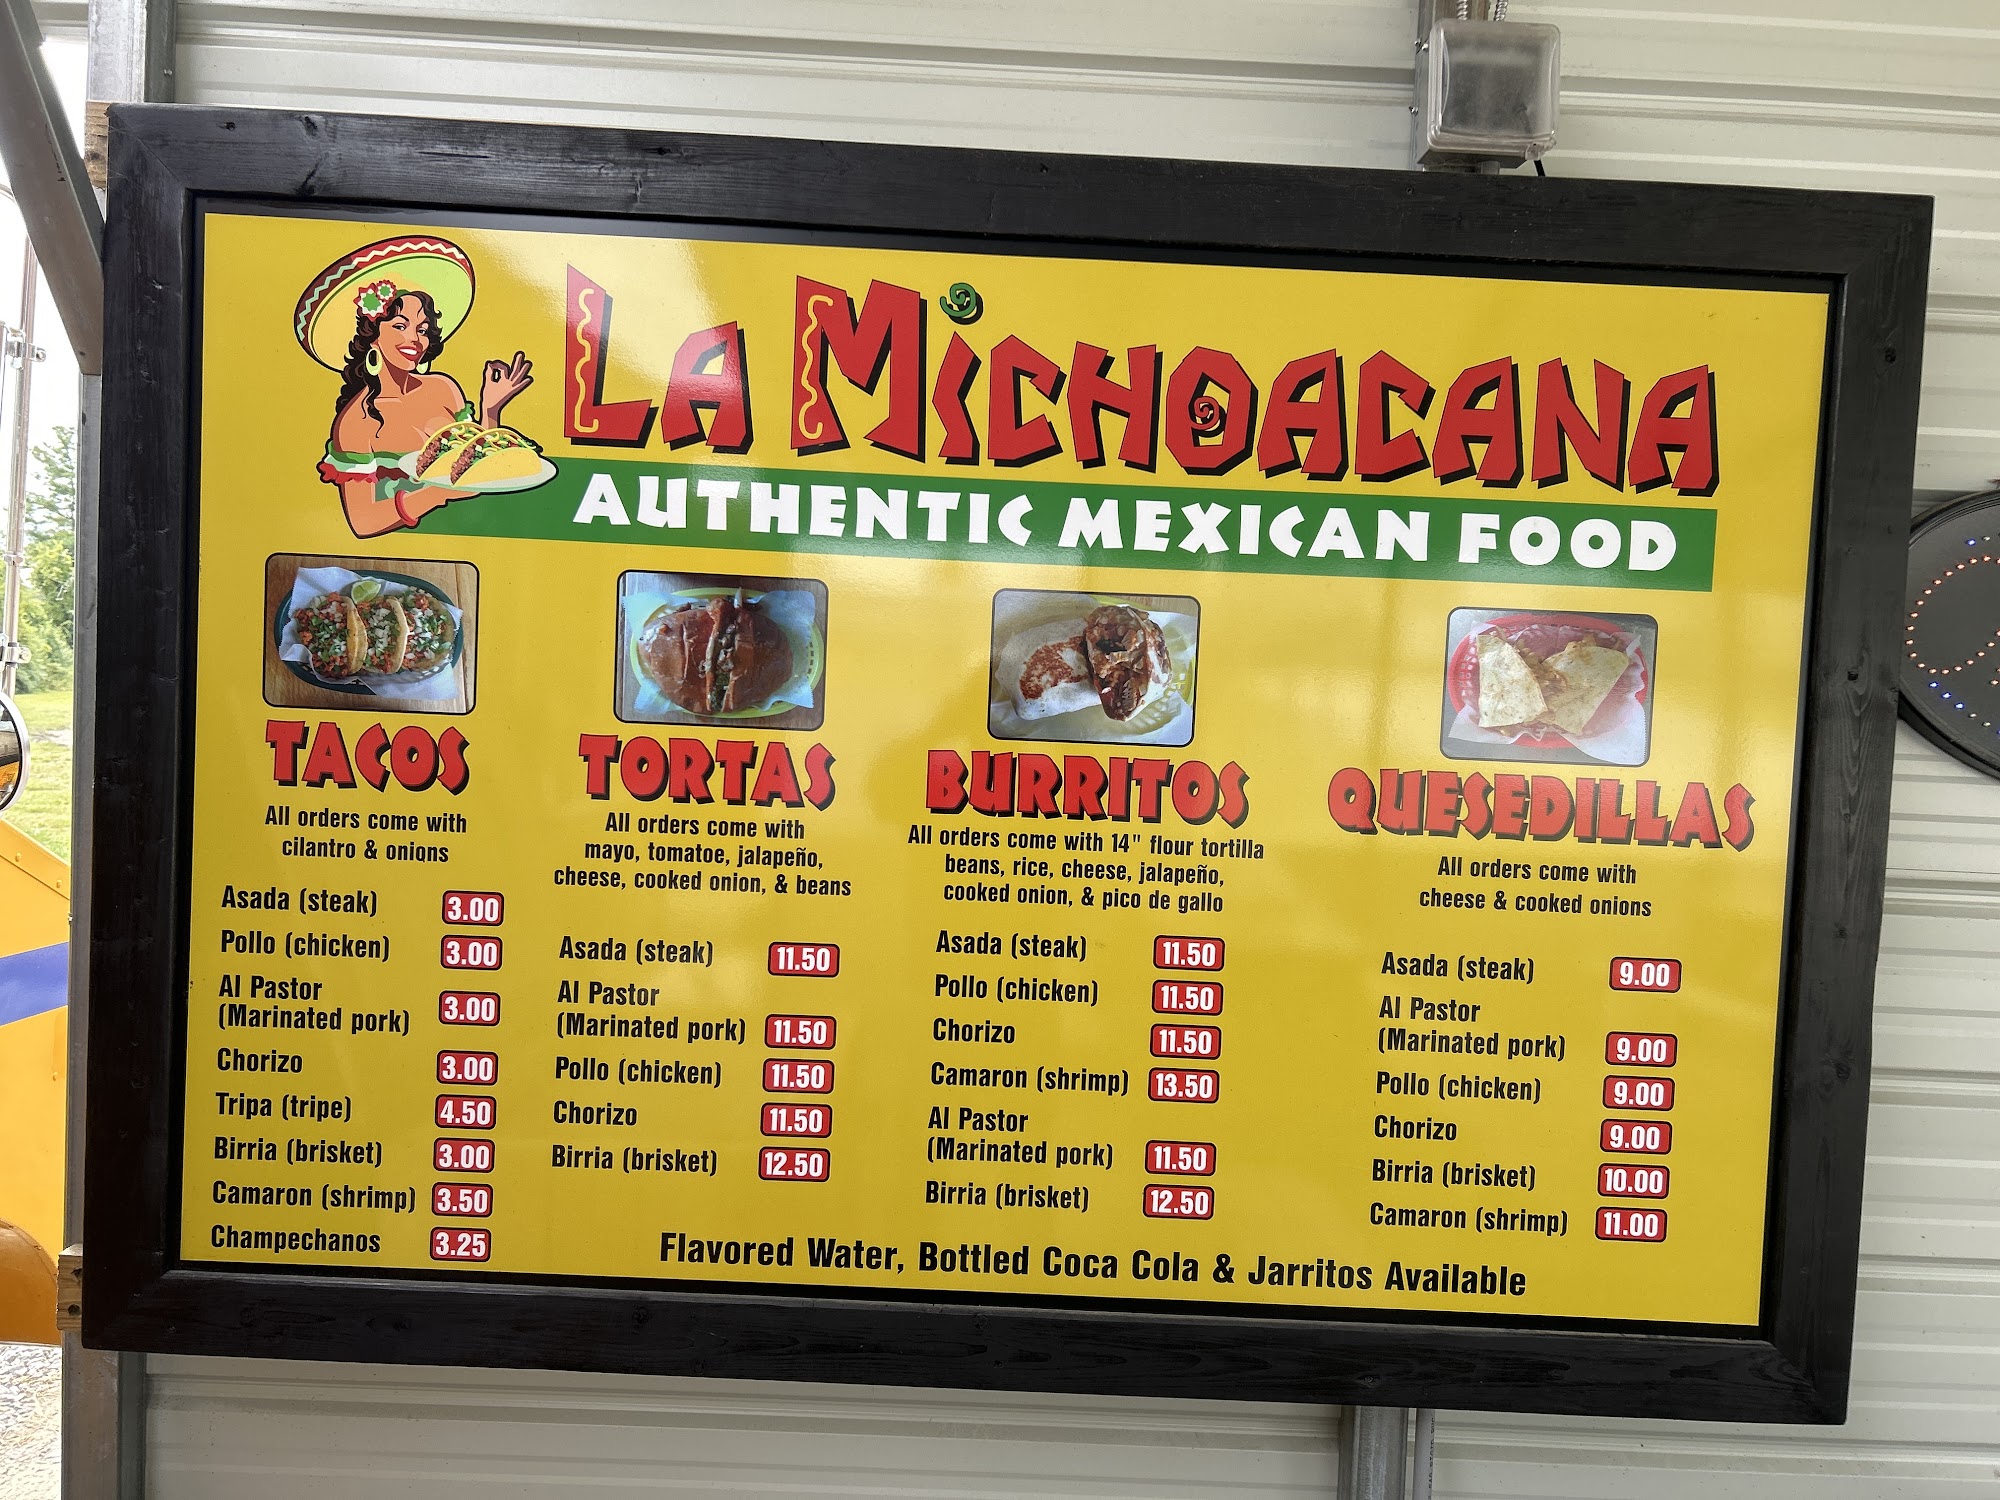 La Michoacana
Authentic Mexican Food
TACOS
All orders come with
cilantro & onions
Asada (steak) 3.00
Pollo (chicken) 3.00
Al Pastor
(Marinated pork) 3.00
Chorizo 3.00
Tripa (tripe) 4.50
Birria (brisket) 3.00
Camaron (shrimp) 3.50
Champechanos 3.25
TORTAS
All orders come with
mayo, tomatoe, jalapeño,
cheese, cooked onion, & beans
Asada (steak) 11.50
Al Pastor
(Marinated pork) 11.50
Pollo (chicken) 11.50
Chorizo 11.50
Birria (brisket) 12.50
BURRITOS
All orders come with 14" flour tortilla
beans, rice, cheese, jalapeño,
cooked onion, & pico de gallo
Asada (steak) 11.50
Pollo (chicken) 11.50
Chorizo 11.50
Camaron (shrimp) 13.50
Al Pastor
(Marinated pork) 11.50
Birria (brisket) 12.50
QUESEDILLAS
All orders come with
cheese & cooked onions
Asada (steak) 9.00
Al Pastor
(Marinated pork) 9.00
Pollo (chicken) 9.00
Chorizo 9.00
Birria (brisket) 10.00
Camaron (shrimp) 11.00
Flavored Water, Bottled Coca Cola & Jarritos Available